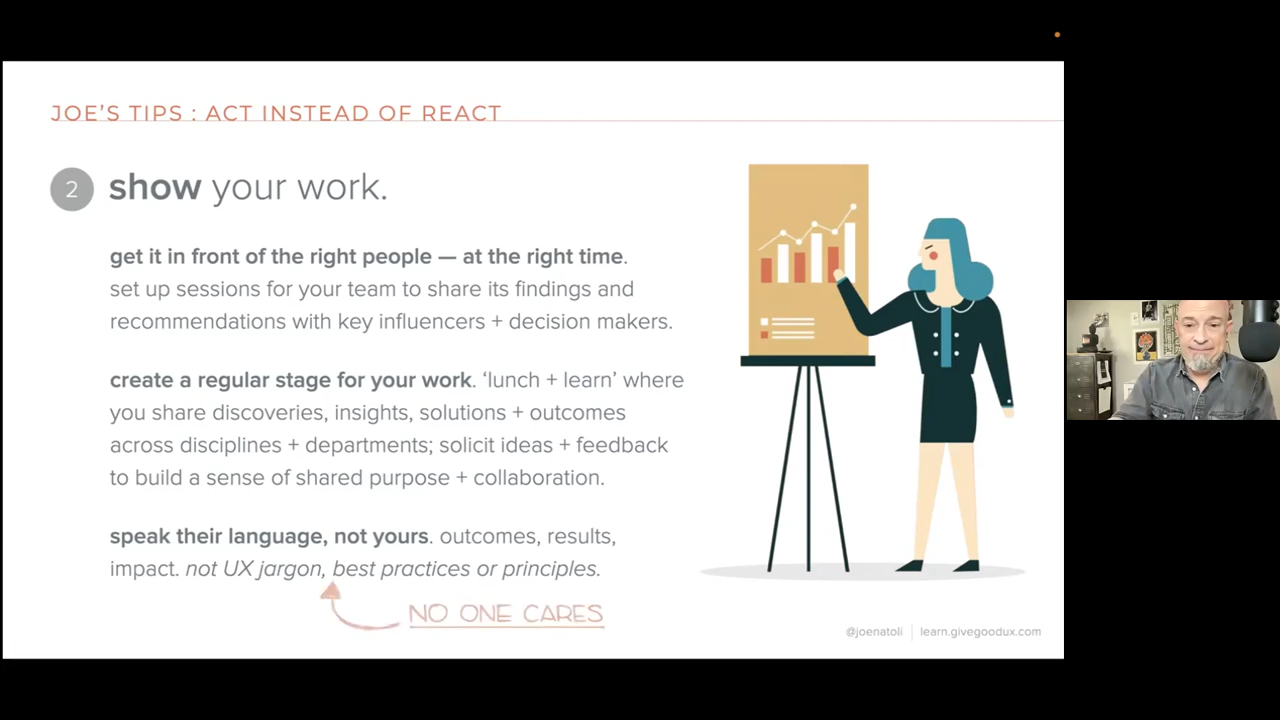 JOE’S TIPS : ACT INSTEAD OF REACT
2
show your work.
get it in front of the right people — at the right time.
set up sessions for your team to share its findings and
recommendations with key influencers + decision makers.
create a regular stage for your work. ‘lunch + learn’ where
you share discoveries, insights, solutions + outcomes
across disciplines + departments; solicit ideas + feedback
to build a sense of shared purpose + collaboration.
speak their language, not yours. outcomes, results,
impact. not UX jargon, best practices or principles.
NO ONE CARES
@joenatoli | learn.givegoodux.com